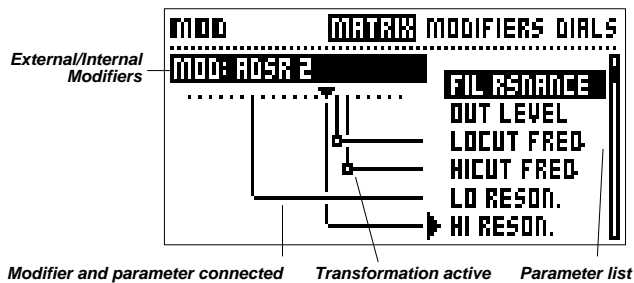 MOD MATRIX MODIFIERS DIALS
External/Internal
Modifiers
MOD: ADSR 2
FIL RSNANCE
OUT LEVEL
LOCUT FREQ
HICUT FREQ
LO RESON.
HI RESON.
Modifier and parameter connected Transformation active Parameter list